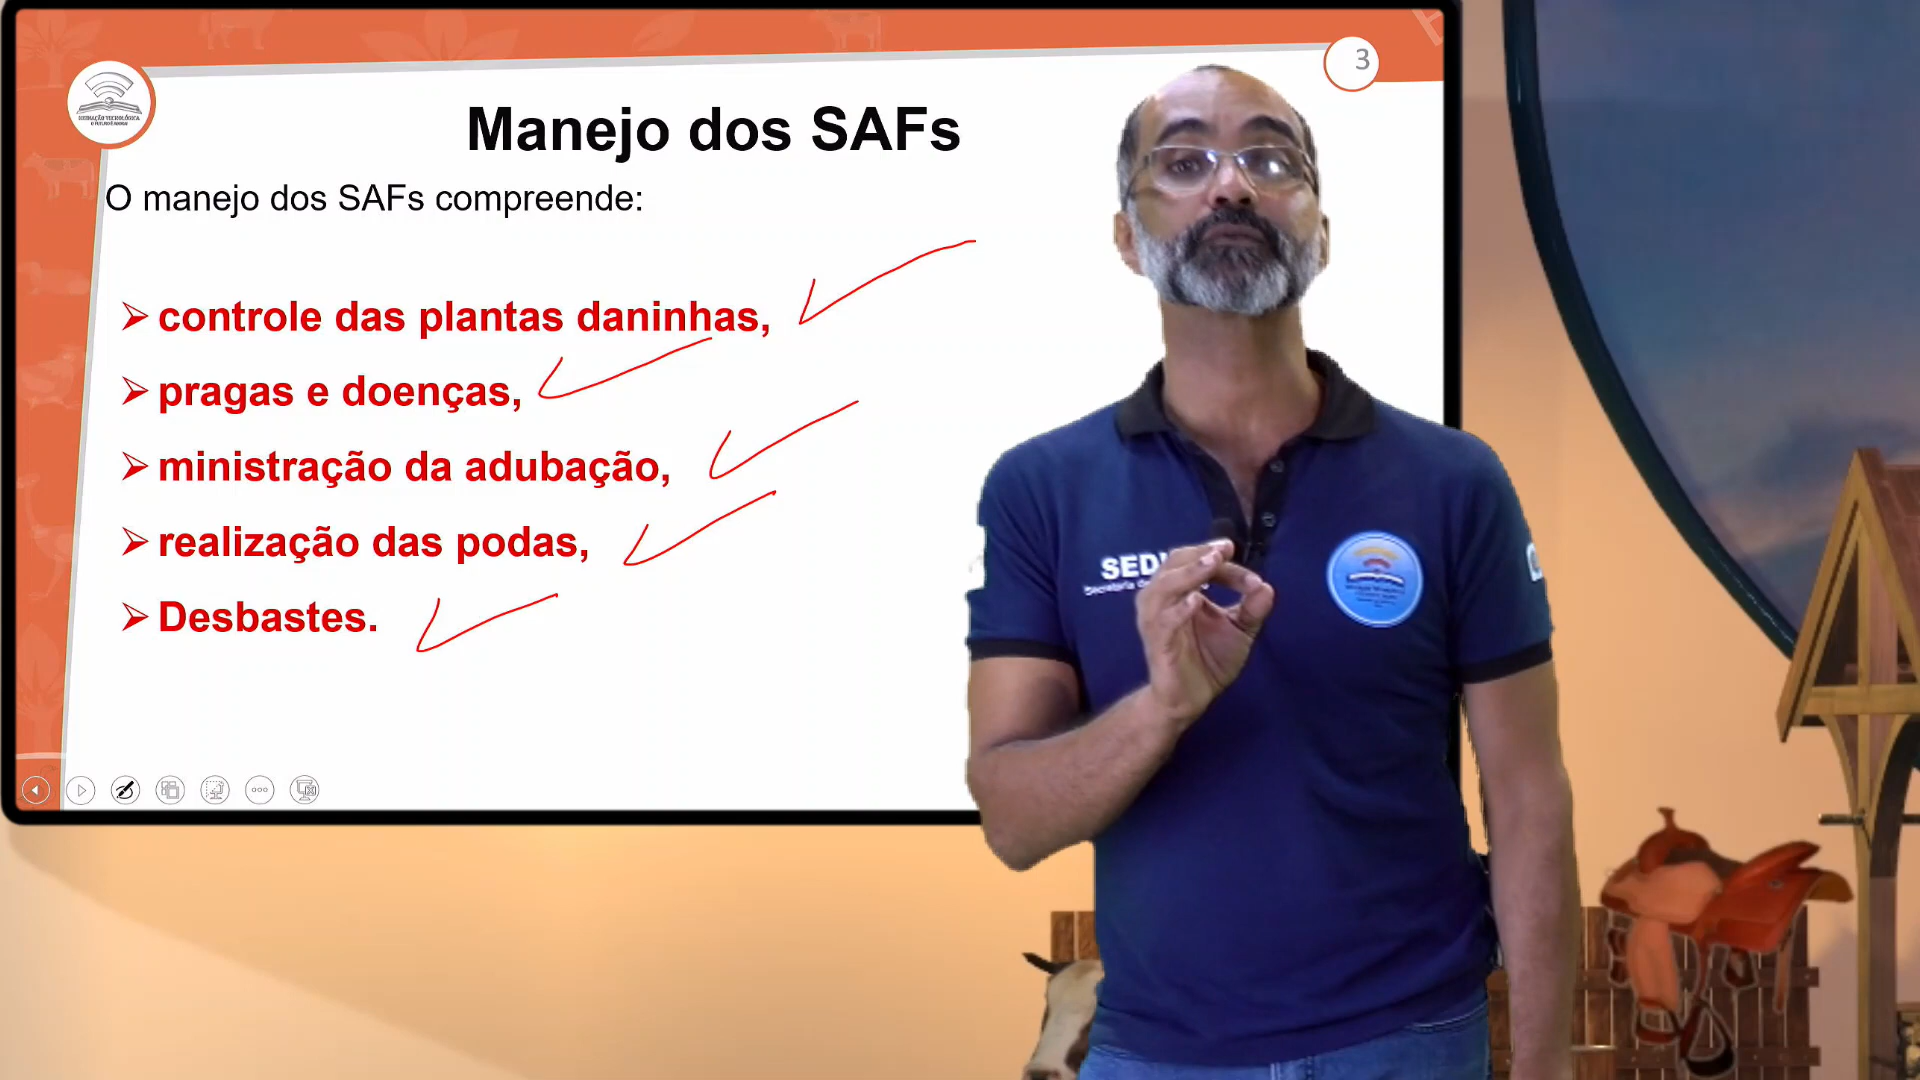 3
Manejo dos SAFs
O manejo dos SAFs compreende:
controle das plantas daninhas,
pragas e doenças,
ministração da adubação,
realização das podas,
Desbastes.